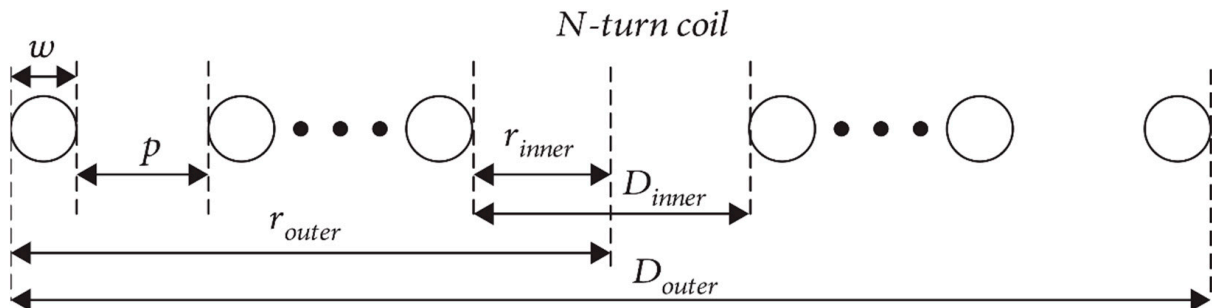 N-turn coil
w
p
r_inner
D_inner
r_outer
D_outer